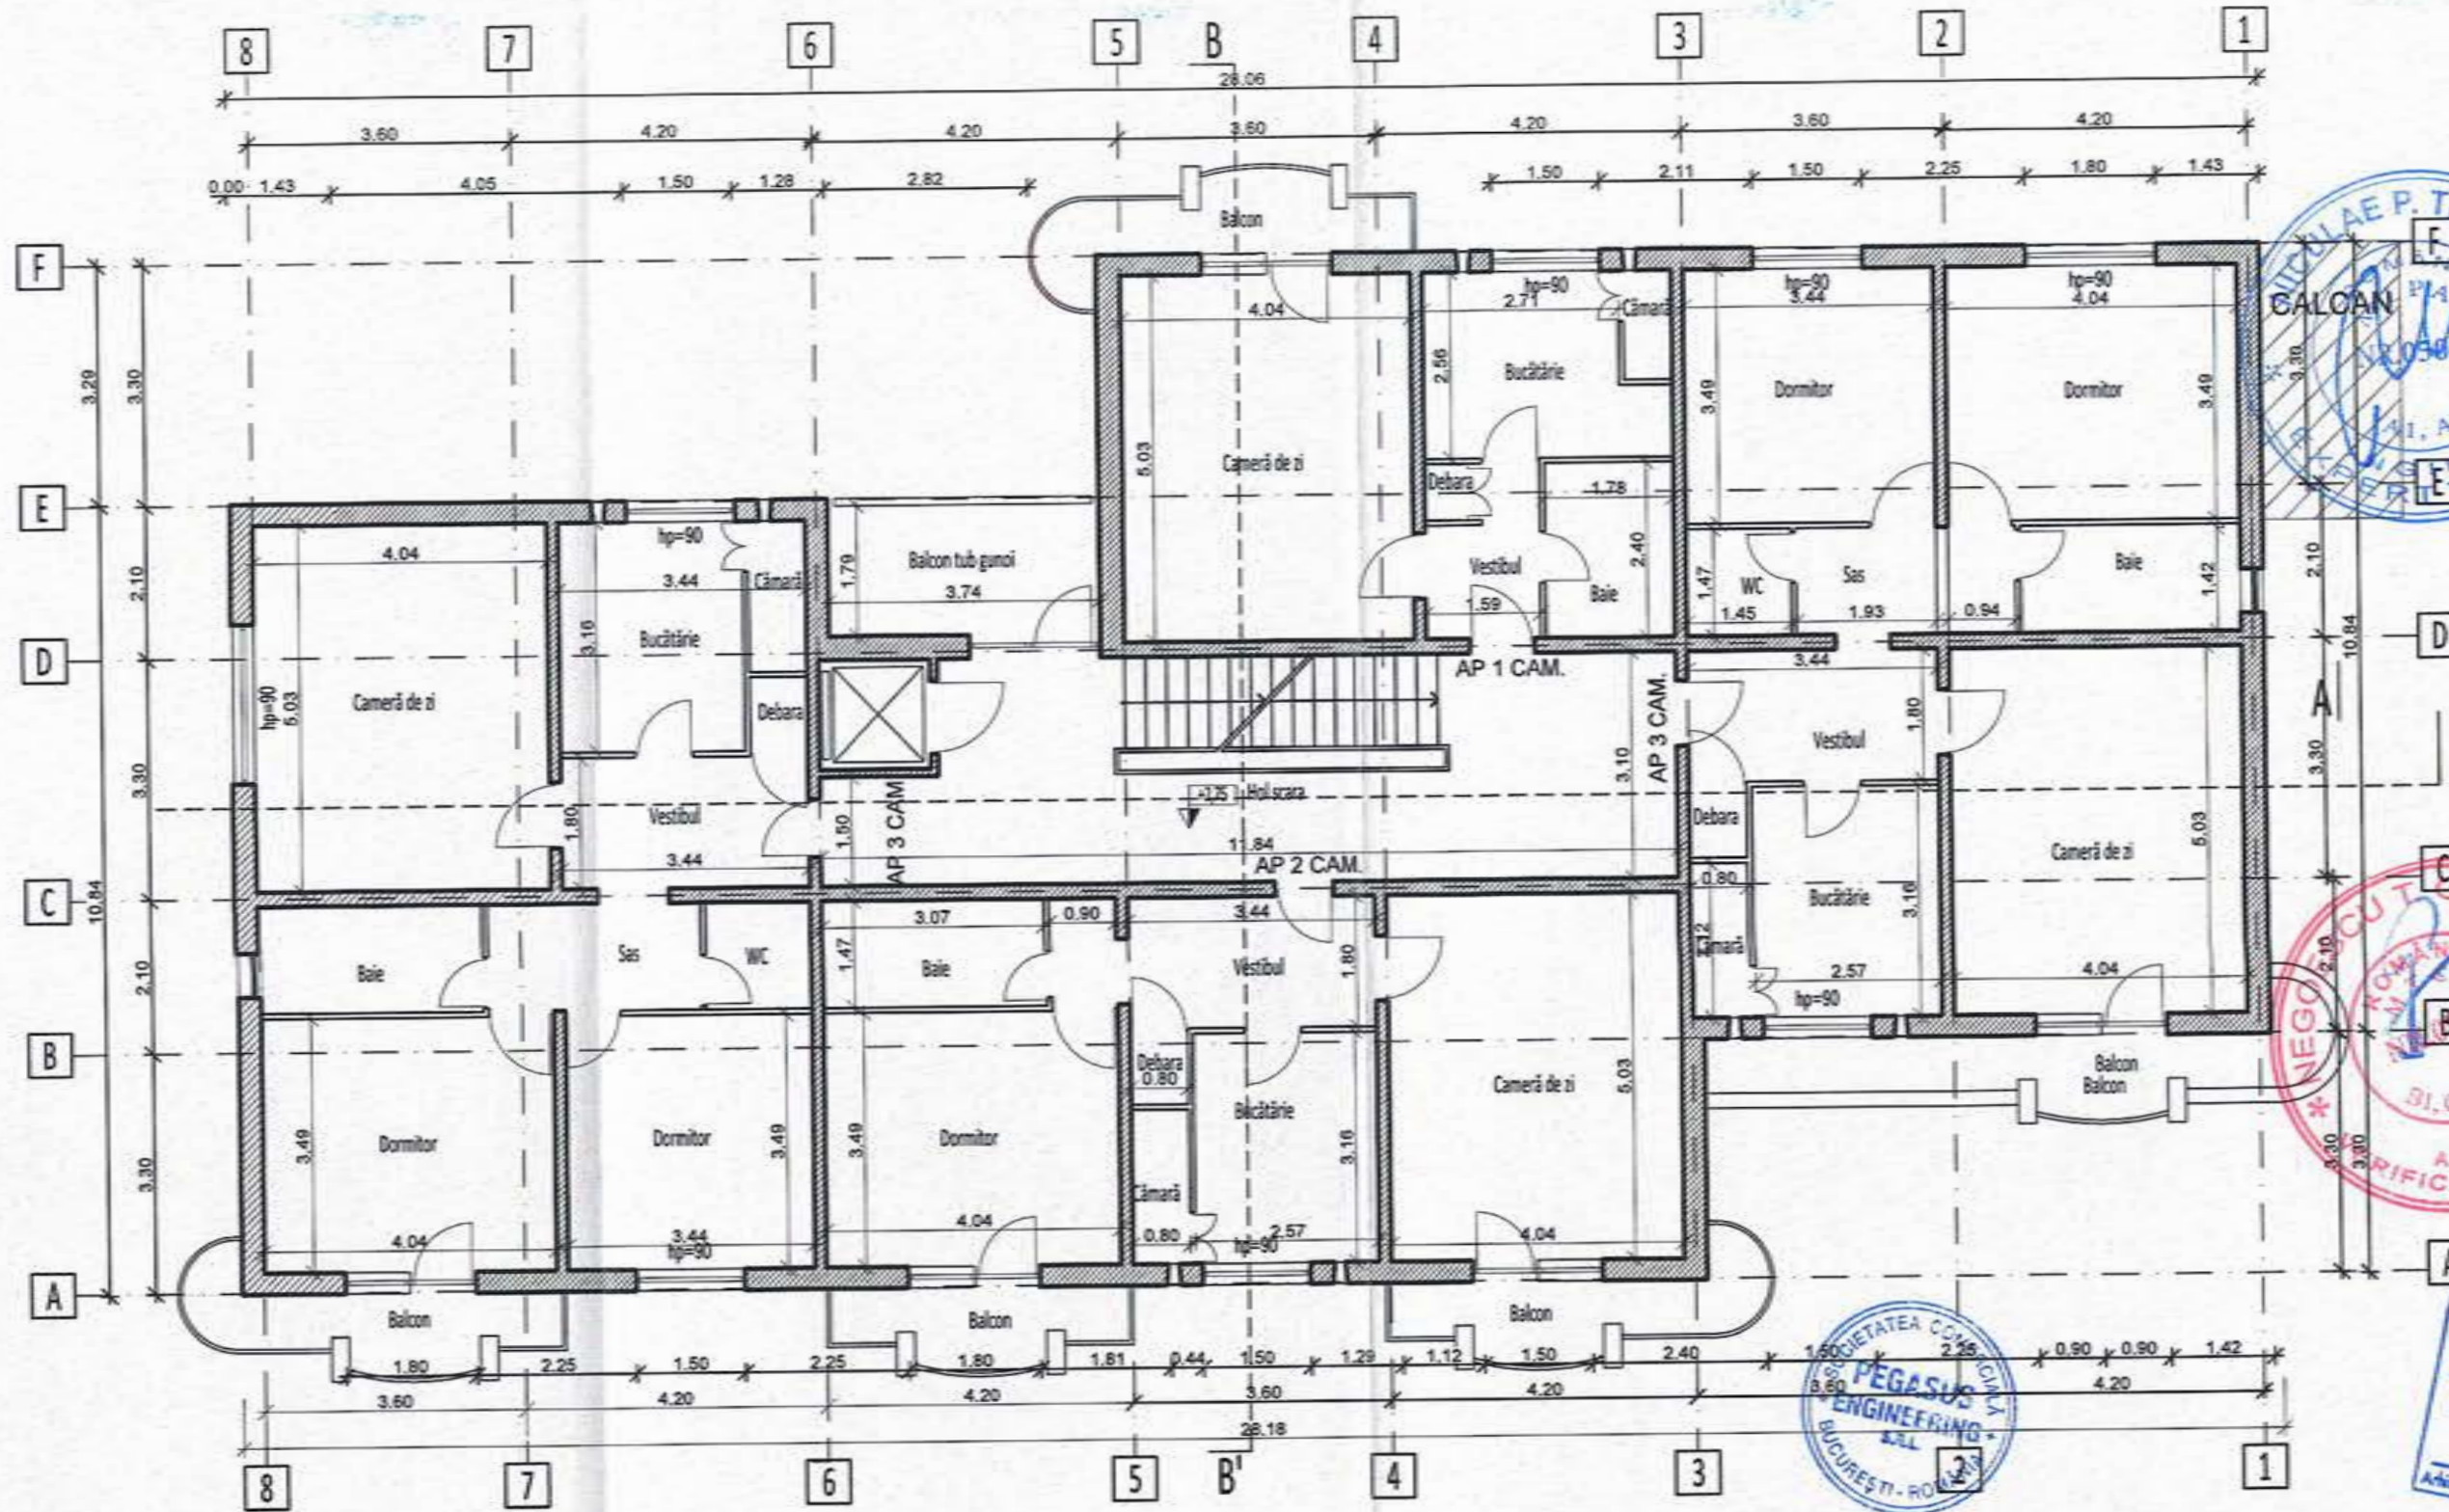 8 7 6 5 B 4 3 2 1
28.06
3.60 4.20 4.20 3.60 4.20 3.60 4.20
0.00 1.43 4.05 1.50 1.28 2.82 1.50 2.11 1.50 2.25 1.80 1.43
Balcon
F
F
hp=90
2.71
Cămară
hp=90
3.44
hp=90
4.04
CALCAN
4.04
2.56
Bucătărie
Dormitor
Dormitor
3.49
3.49
3.29
3.30
3.30
5.03
Cameră de zi
Debara
1.78
E
E
hp=90
4.04
3.44
Cămară
Balcon tub gunoi
1.79
3.74
Vestibul
2.40
1.59
Baie
1.47
WC
1.45
Sas
1.93
0.94
Baie
1.42
2.10
2.10
10.84
3.16
Bucătărie
D
D
Cameră de zi
hp=90
5.03
Debara
AP 1 CAM.
AP 3 CAM.
3.44
1.80
Vestibul
A
3.30
3.30
3.10
+2,75
Hol scara
Vestibul
1.80
3.44
1.50
AP 3 CAM
11.84
AP 2 CAM.
Debara
Cameră de zi
5.03
C
10.84
0.80
Bucătărie
3.16
Cămară
2.57
hp=90
4.04
3.07
0.90
3.44
Baie
Sas
WC
1.47
Baie
Vestibul
1.80
2.10
2.10
B
Debara
0.80
Bucătărie
Cameră de zi
5.03
Balcon
Balcon
Dormitor
3.49
Dormitor
3.49
Dormitor
3.49
3.16
Cămară
3.30
3.30
3.30
4.04
3.44
hp=90
4.04
0.80
hp=90
2.57
4.04
A
Balcon
Balcon
Balcon
1.80 2.25 1.50 2.25 1.80 1.81 0.44 1.50 1.29 1.12 1.50 2.40 1.50 2.25 0.90 0.90 1.42
3.60 4.20 4.20 3.60 4.20 3.60 4.20
28.18
8 7 6 5 B' 4 3 2 1
SOCIETATEA COMERCIALĂ
PEGASUS
ENGINEERING
S.R.L.
BUCUREŞTI - ROMÂNIA
NICULAE P.